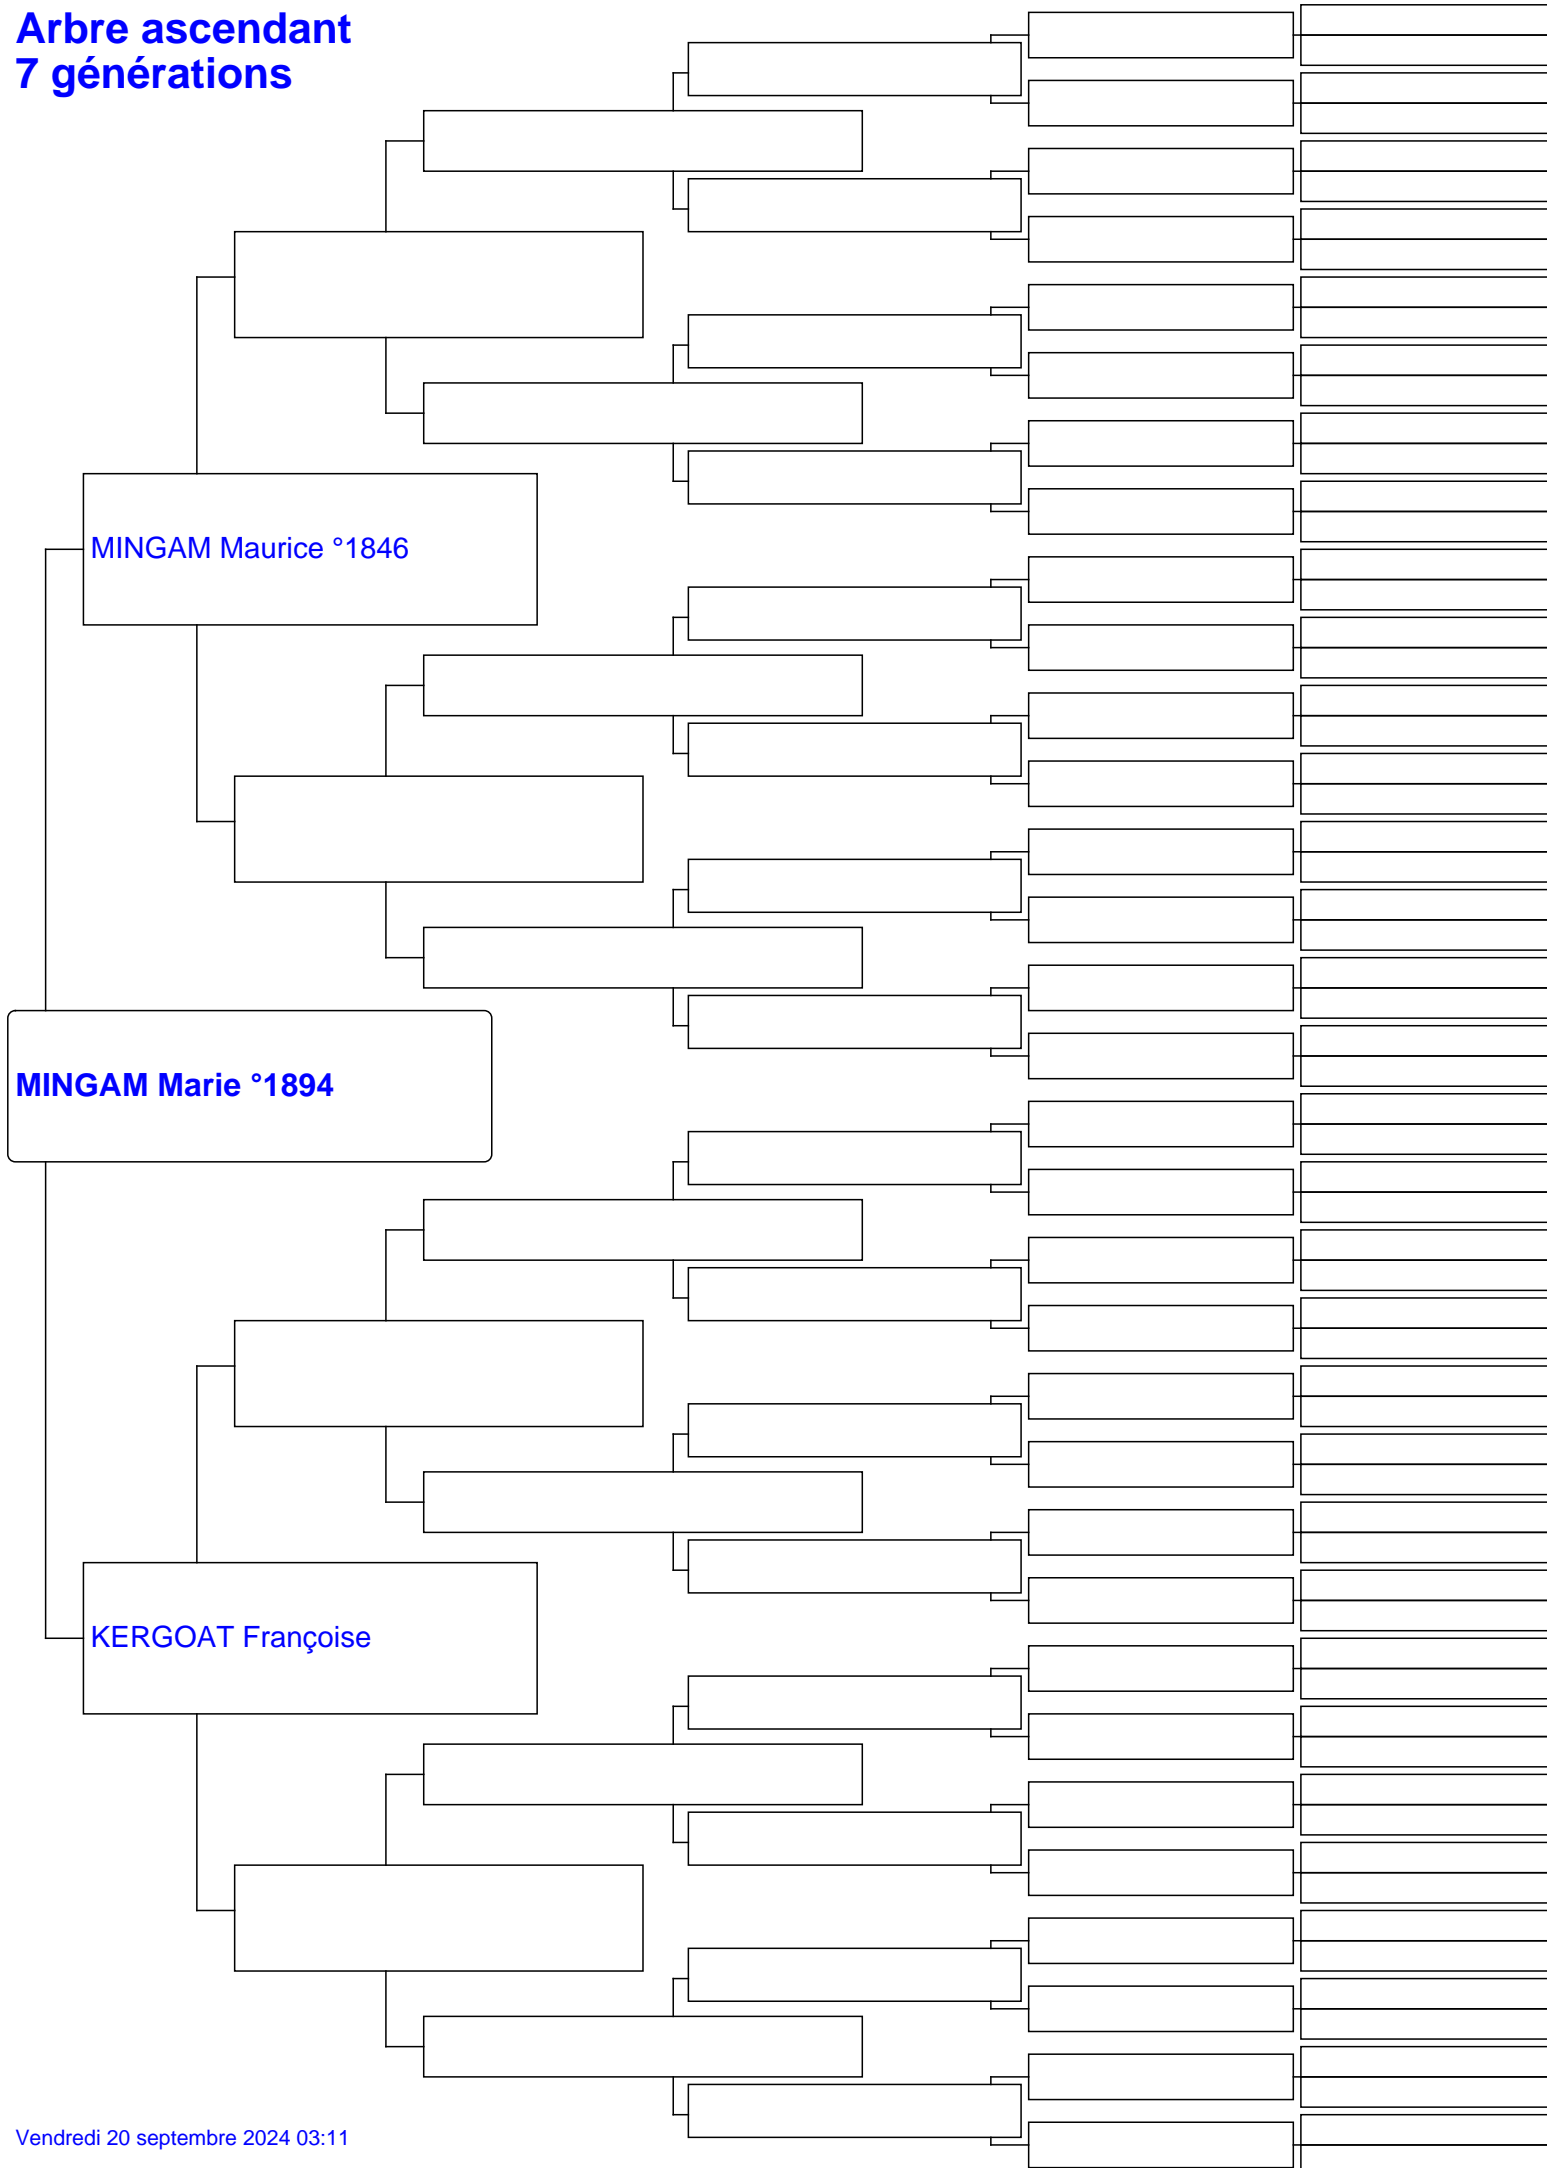 Arbre ascendant
7 générations
MINGAM Maurice °1846
MINGAM Marie °1894
KERGOAT Françoise
Vendredi 20 septembre 2024 03:11